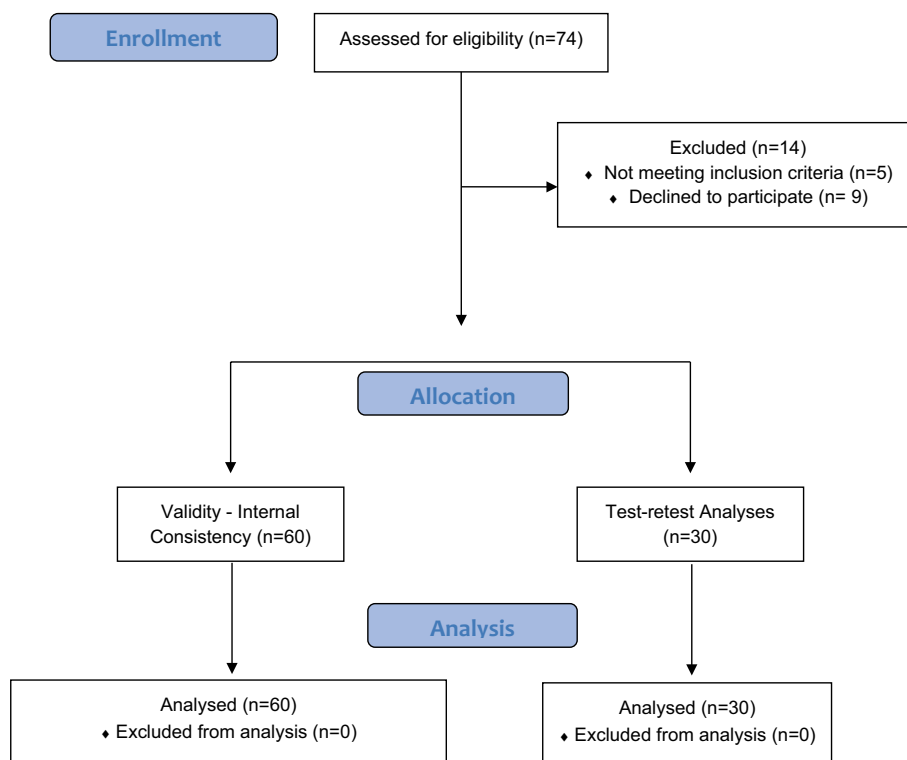 Enrollment
Assessed for eligibility (n=74)
Excluded (n=14)
♦ Not meeting inclusion criteria (n=5)
♦ Declined to participate (n= 9)
Allocation
Validity - Internal
Consistency (n=60)
Test-retest Analyses
(n=30)
Analysis
Analysed (n=60)
♦ Excluded from analysis (n=0)
Analysed (n=30)
♦ Excluded from analysis (n=0)